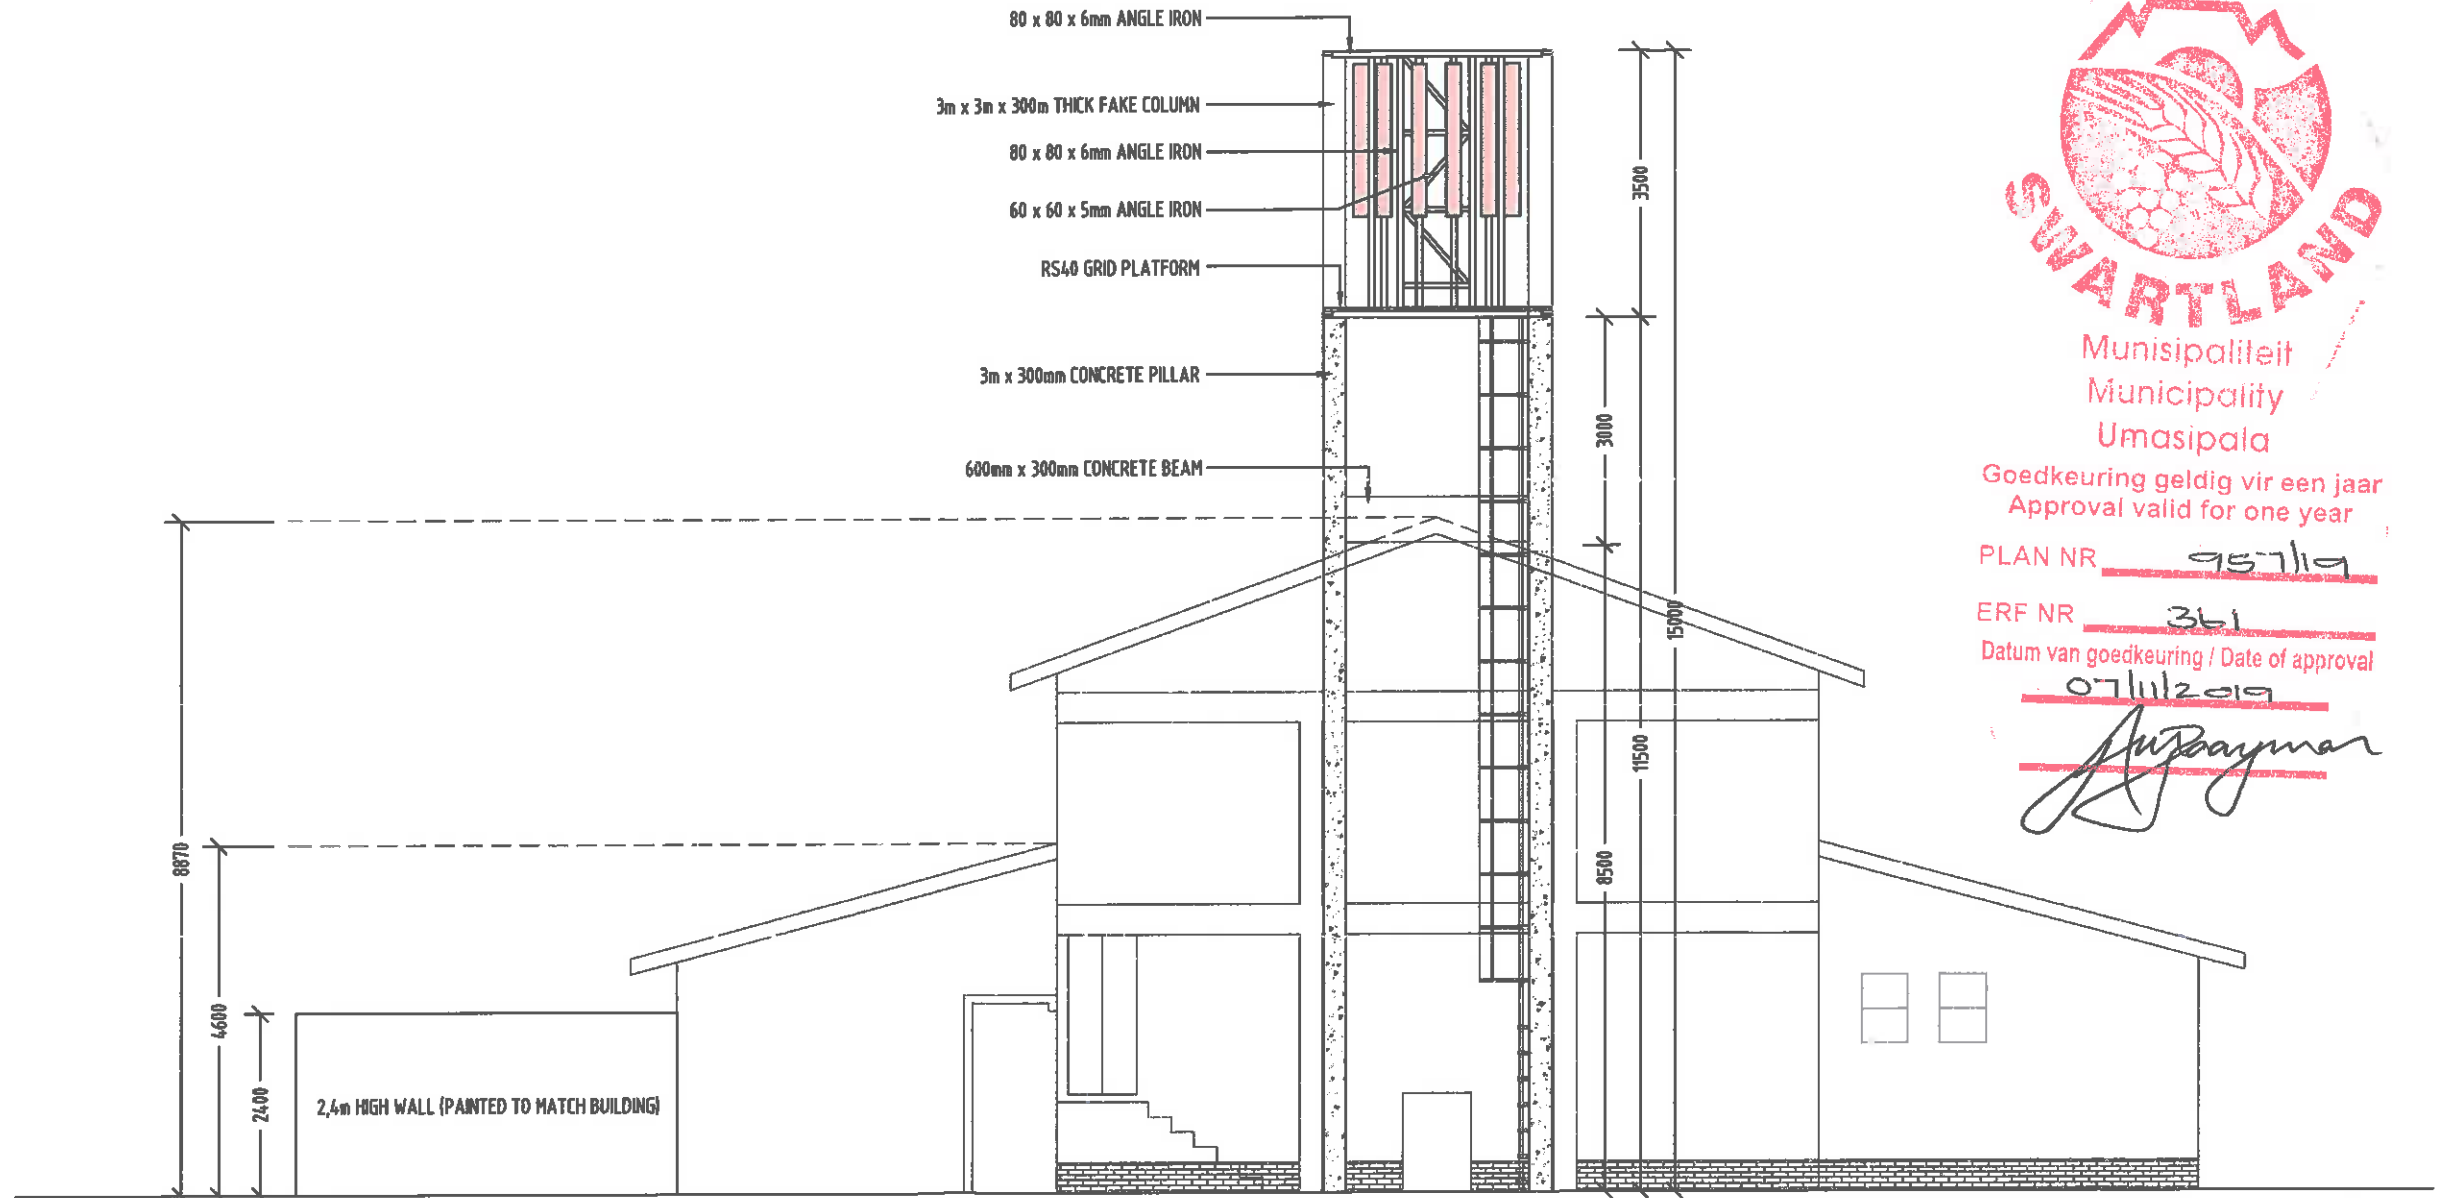 80 x 80 x 6mm ANGLE IRON
3m x 3m x 300m THICK FAKE COLUMN
80 x 80 x 6mm ANGLE IRON
60 x 60 x 5mm ANGLE IRON
RS40 GRID PLATFORM
3m x 300mm CONCRETE PILLAR
600mm x 300mm CONCRETE BEAM
3500
3000
15000
11500
8500
8870
4600
2400
2,4m HIGH WALL (PAINTED TO MATCH BUILDING)
SWARTLAND
Munisipaliteit
Municipality
Umasipala
Goedkeuring geldig vir een jaar
Approval valid for one year
PLAN NR 957/19
ERF NR 361
Datum van goedkeuring / Date of approval
07/11/2019